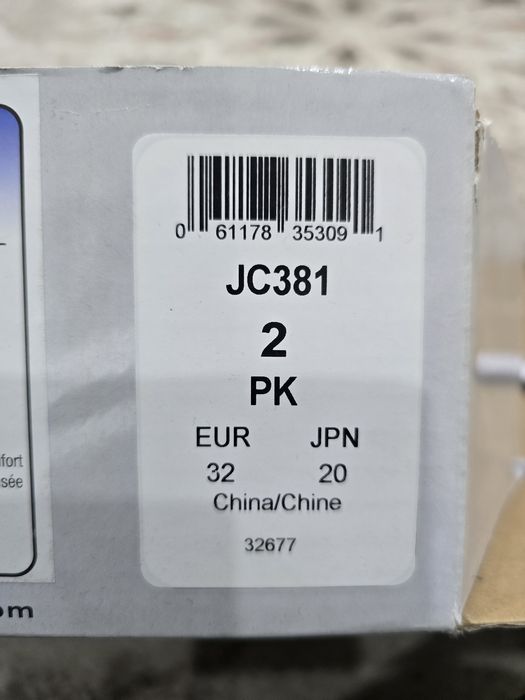 0 61178 35309 1
JC381
2
PK
EUR JPN
32 20
China/Chine
32677
fort
sée
om